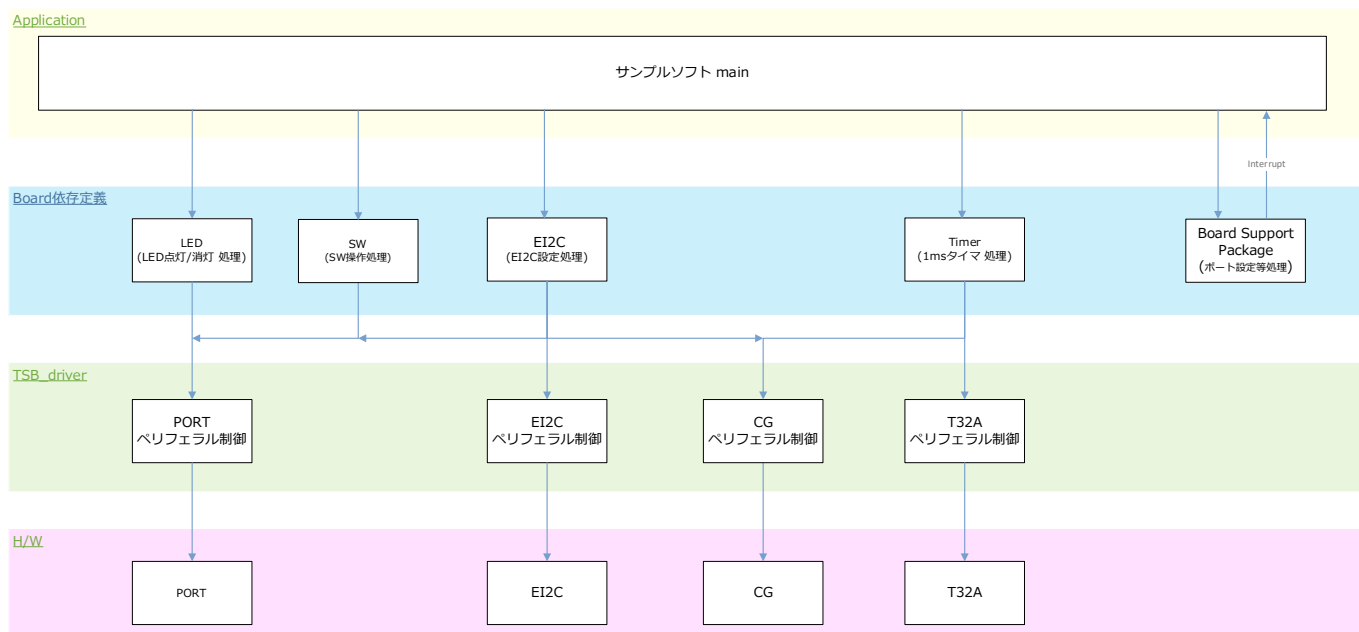 Application
サンプルソフト main
Interrupt
Board依存定義
LED
(LED点灯/消灯 処理)
SW
(SW操作処理)
EI2C
(EI2C設定処理)
Timer
(1msタイマ 処理)
Board Support
Package
(ポート設定等処理)
TSB_driver
PORT
ペリフェラル制御
EI2C
ペリフェラル制御
CG
ペリフェラル制御
T32A
ペリフェラル制御
H/W
PORT
EI2C
CG
T32A